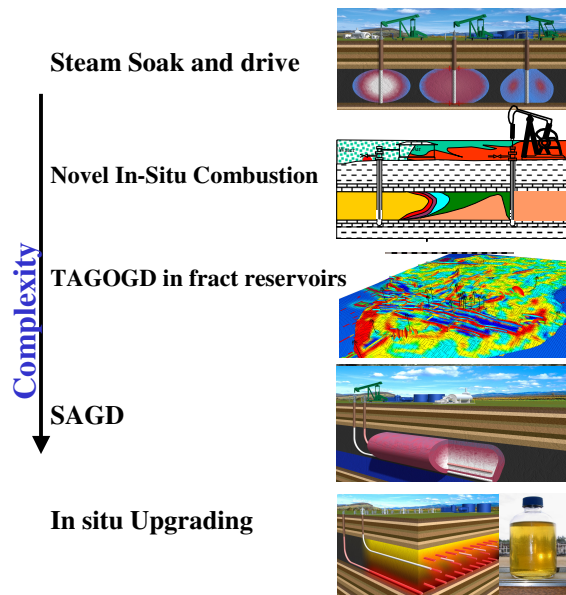 Steam Soak and drive
Novel In-Situ Combustion
TAGOGD in fract reservoirs
Complexity
SAGD
In situ Upgrading